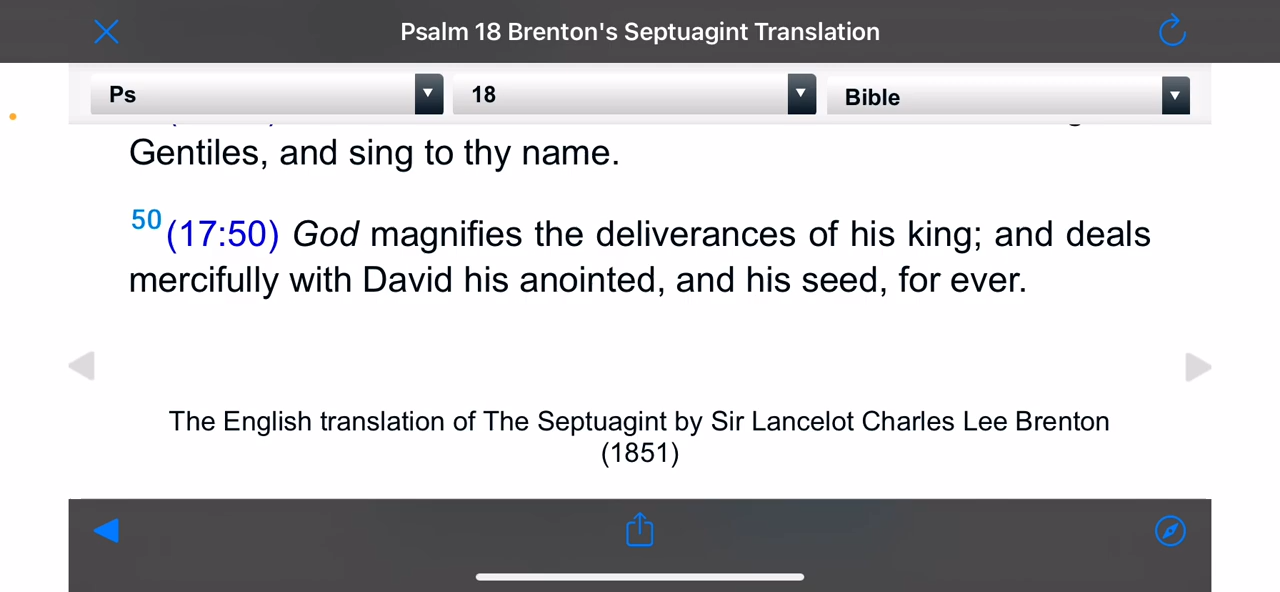 Psalm 18 Brenton's Septuagint Translation
Ps
18
Bible
Gentiles, and sing to thy name.
50 (17:50) God magnifies the deliverances of his king; and deals
mercifully with David his anointed, and his seed, for ever.
The English translation of The Septuagint by Sir Lancelot Charles Lee Brenton
(1851)